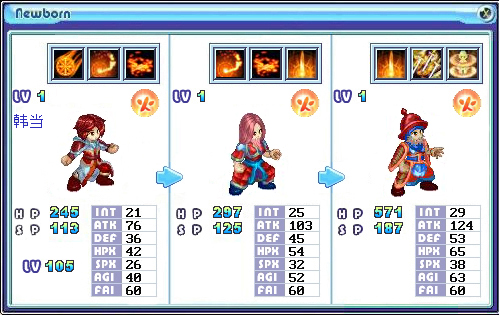 Newborn
LV 1
火
韩当
HP 245
SP 113
LV 105
INT 21
ATK 76
DEF 36
HPX 42
SPX 26
AGI 40
FAI 60
LV 1
火
HP 297
SP 125
INT 25
ATK 103
DEF 45
HPX 54
SPX 32
AGI 52
FAI 60
LV 1
火
HP 571
SP 187
INT 29
ATK 124
DEF 53
HPX 65
SPX 38
AGI 63
FAI 60